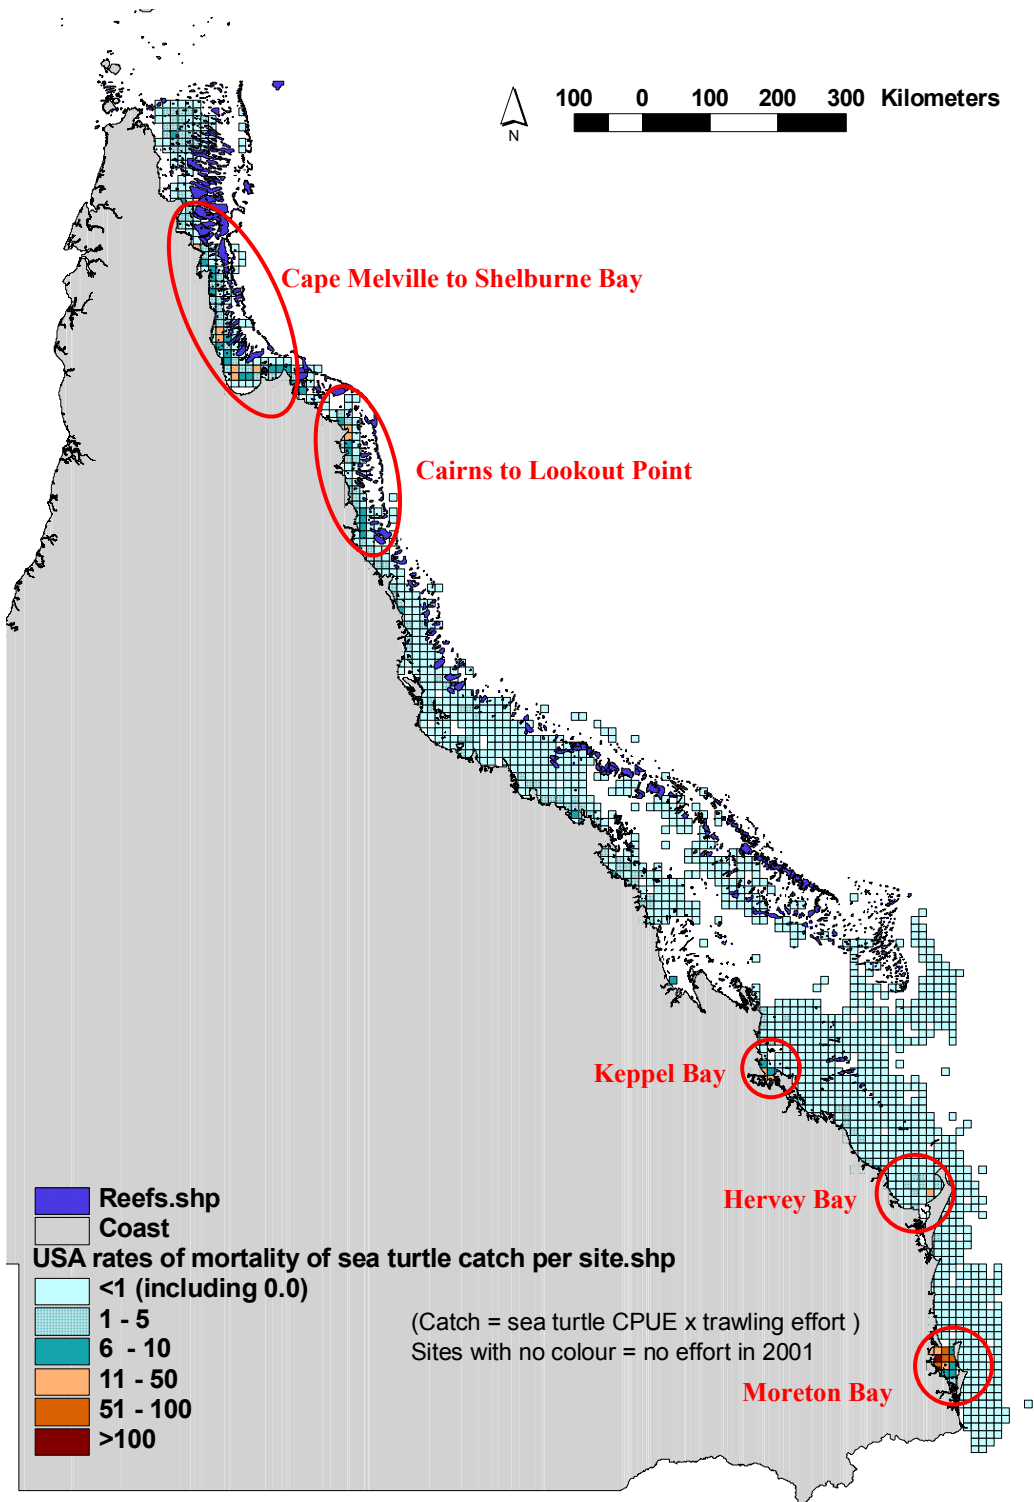 100 0 100 200 300 Kilometers
N
Cape Melville to Shelburne Bay
Cairns to Lookout Point
Keppel Bay
Hervey Bay
Moreton Bay
Reefs.shp
Coast
USA rates of mortality of sea turtle catch per site.shp
<1 (including 0.0)
1 - 5
6 - 10
11 - 50
51 - 100
>100
(Catch = sea turtle CPUE x trawling effort )
Sites with no colour = no effort in 2001